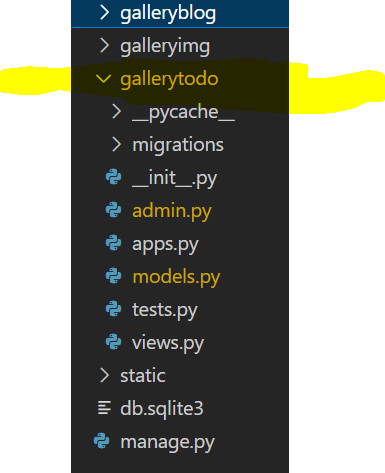 galleryblog
galleryimg
gallerytodo
__pycache__
migrations
__init__.py
admin.py
apps.py
models.py
tests.py
views.py
static
db.sqlite3
manage.py